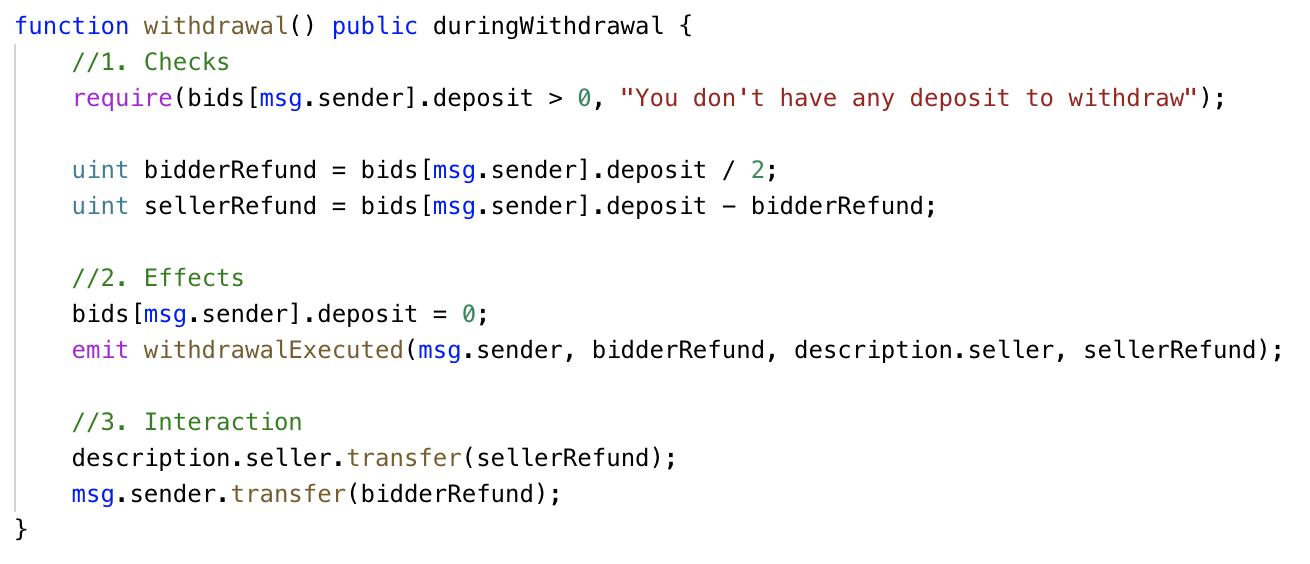 function withdrawal() public duringWithdrawal {
//1. Checks
require(bids[msg.sender].deposit > 0, "You don't have any deposit to withdraw");
uint bidderRefund = bids[msg.sender].deposit / 2;
uint sellerRefund = bids[msg.sender].deposit - bidderRefund;
//2. Effects
bids[msg.sender].deposit = 0;
emit withdrawalExecuted(msg.sender, bidderRefund, description.seller, sellerRefund);
//3. Interaction
description.seller.transfer(sellerRefund);
msg.sender.transfer(bidderRefund);
}